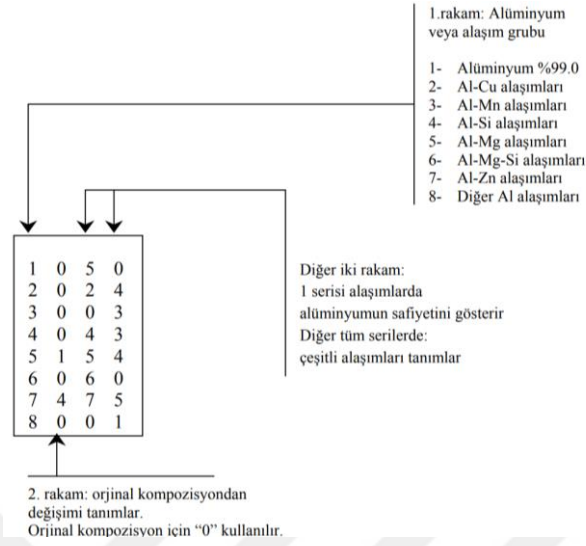 1.rakam: Alüminyum
veya alaşım grubu
1- Alüminyum %99.0
2- Al-Cu alaşımları
3- Al-Mn alaşımları
4- Al-Si alaşımları
5- Al-Mg alaşımları
6- Al-Mg-Si alaşımları
7- Al-Zn alaşımları
8- Diğer Al alaşımları
1 0 5 0
2 0 2 4
3 0 0 3
4 0 4 3
5 1 5 4
6 0 6 0
7 4 7 5
8 0 0 1
Diğer iki rakam:
1 serisi alaşımlarda
alüminyumun safiyetini gösterir
Diğer tüm serilerde:
çeşitli alaşımları tanımlar
2. rakam: orjinal kompozisyondan
değişimi tanımlar.
Orjinal kompozisyon için “0” kullanılır.